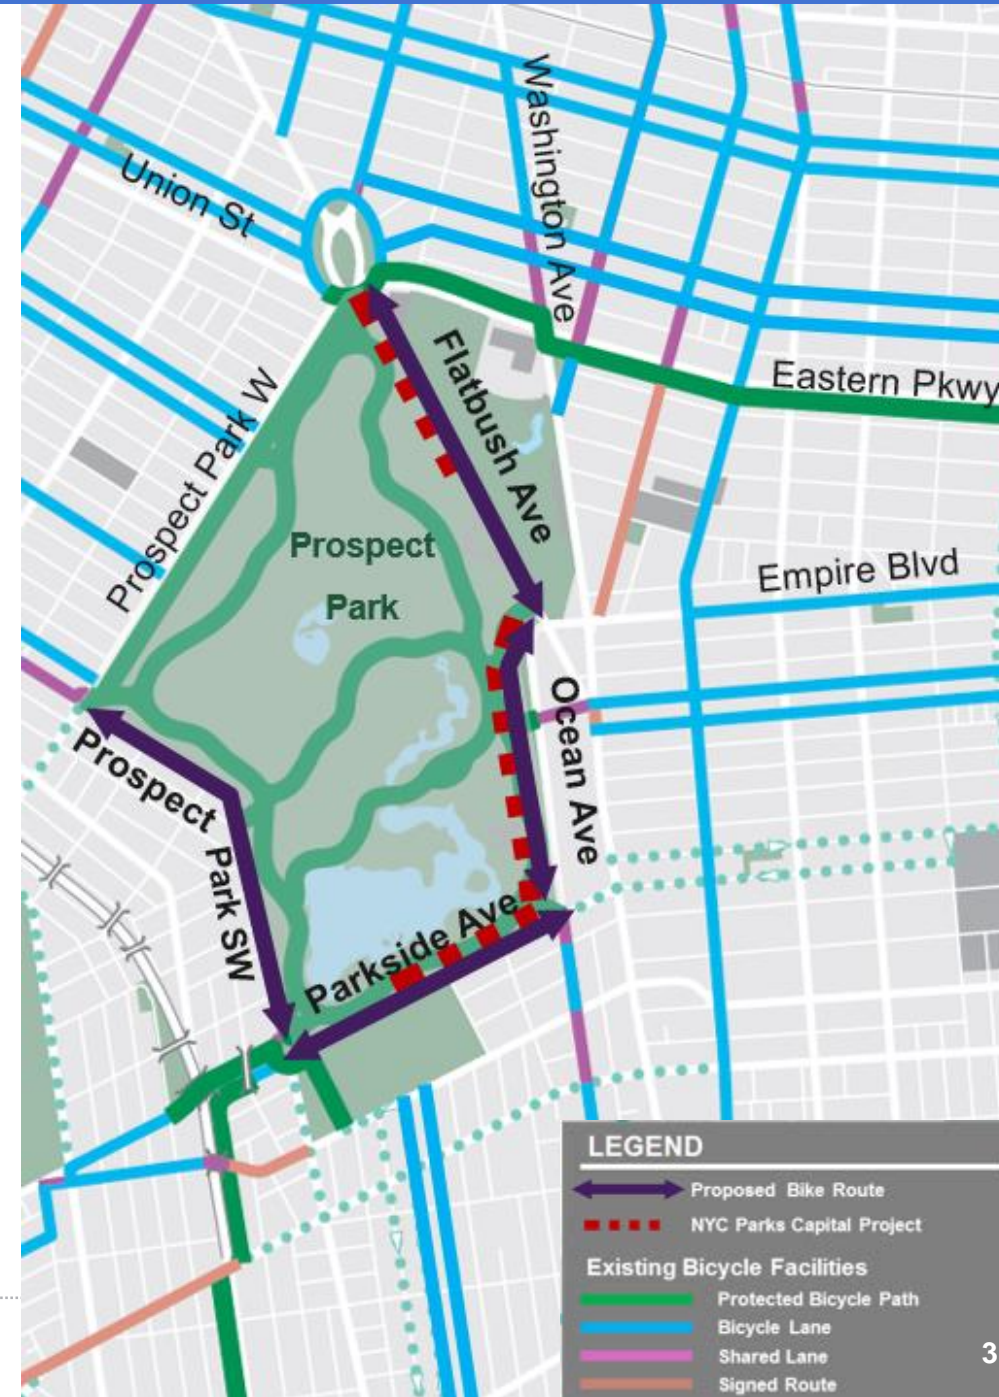 Washington Ave
Union St
Flatbush Ave
Eastern Pkwy
Prospect Park W
Prospect
Park
Empire Blvd
Ocean Ave
Prospect
Park SW
Parkside Ave
LEGEND
Proposed Bike Route
NYC Parks Capital Project
Existing Bicycle Facilities
Protected Bicycle Path
Bicycle Lane
Shared Lane
3
Signed Route